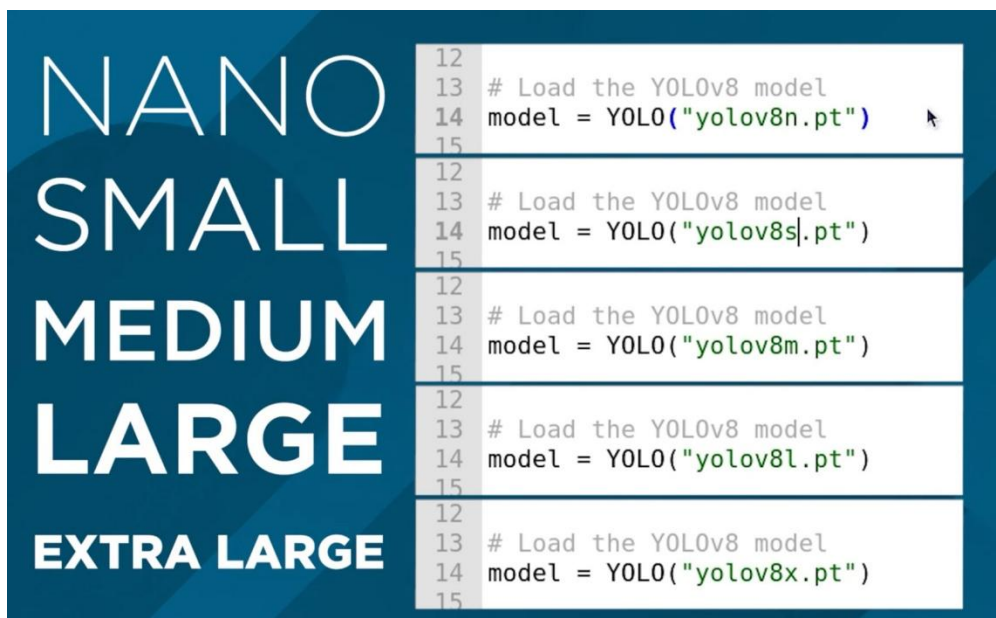 NANO
12
13 # Load the YOLOv8 model
14 model = YOLO("yolov8n.pt")
15
SMALL
12
13 # Load the YOLOv8 model
14 model = YOLO("yolov8s.pt")
15
MEDIUM
12
13 # Load the YOLOv8 model
14 model = YOLO("yolov8m.pt")
15
LARGE
12
13 # Load the YOLOv8 model
14 model = YOLO("yolov8l.pt")
15
EXTRA LARGE
12
13 # Load the YOLOv8 model
14 model = YOLO("yolov8x.pt")
15